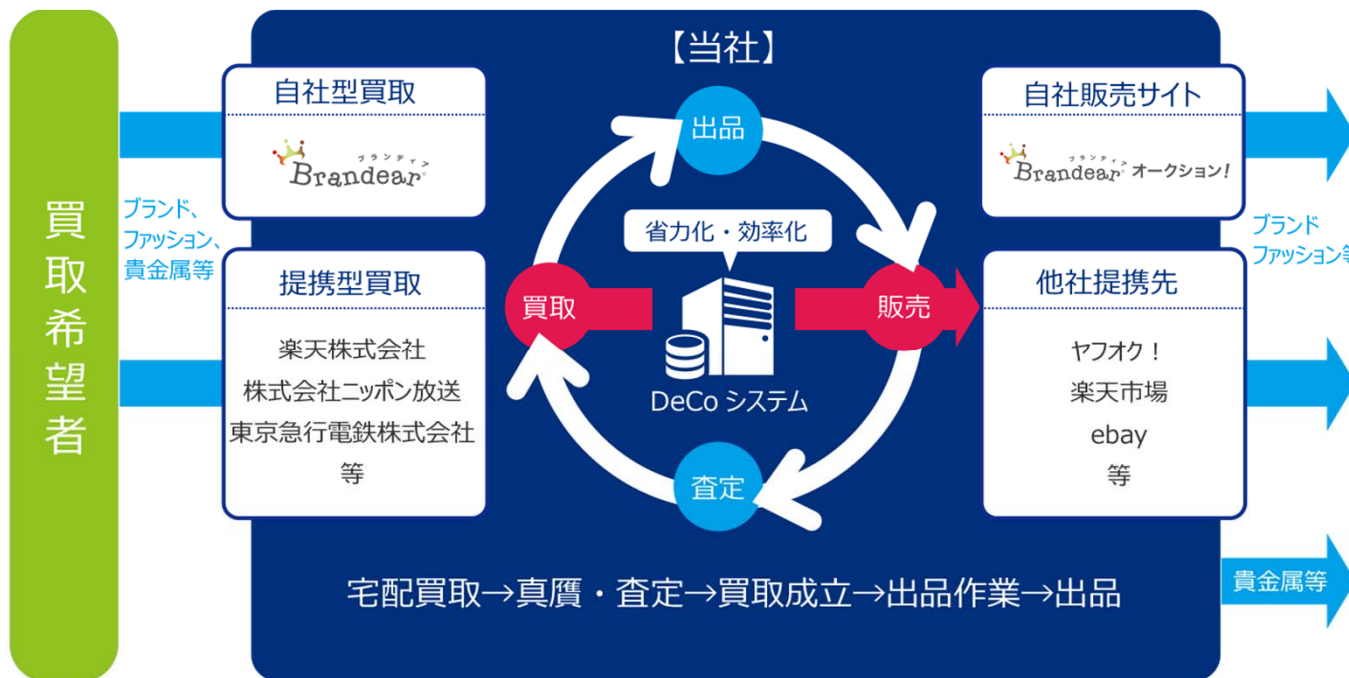 【当社】
買取希望者
ブランド、
ファッション、
貴金属等
自社型買取
ブランディア
Brandear
提携型買取
楽天株式会社
株式会社ニッポン放送
東京急行電鉄株式会社
等
出品
省力化・効率化
買取
販売
DeCo システム
査定
自社販売サイト
ブランディア
Brandear オークション!
他社提携先
ヤフオク!
楽天市場
ebay
等
ブランド
ファッション等
貴金属等
宅配買取→真贋・査定→買取成立→出品作業→出品